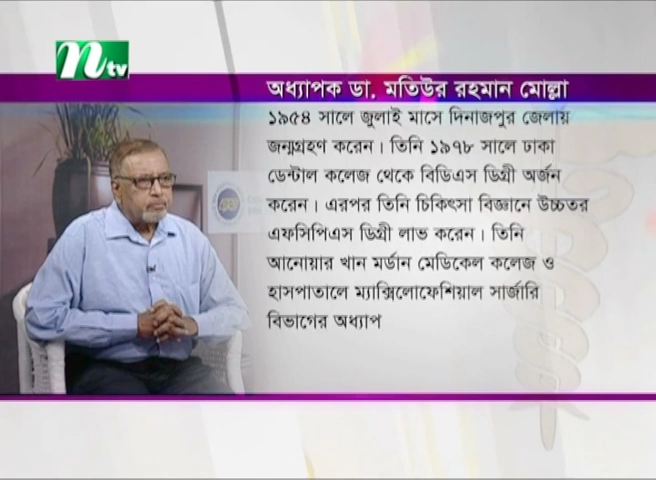 ntv
অধ্যাপক ডা. মতিউর রহমান মোল্লা
১৯৫৪ সালে জুলাই মাসে দিনাজপুর জেলায়
জন্মগ্রহণ করেন। তিনি ১৯৭৮ সালে ঢাকা
ডেন্টাল কলেজ থেকে বিডিএস ডিগ্রী অর্জন
করেন। এরপর তিনি চিকিৎসা বিজ্ঞানে উচ্চতর
এফসিপিএস ডিগ্রী লাভ করেন। তিনি
আনোয়ার খান মর্ডান মেডিকেল কলেজ ও
হাসপাতালে ম্যাক্সিলোফেশিয়াল সার্জারি
বিভাগের অধ্যাপ